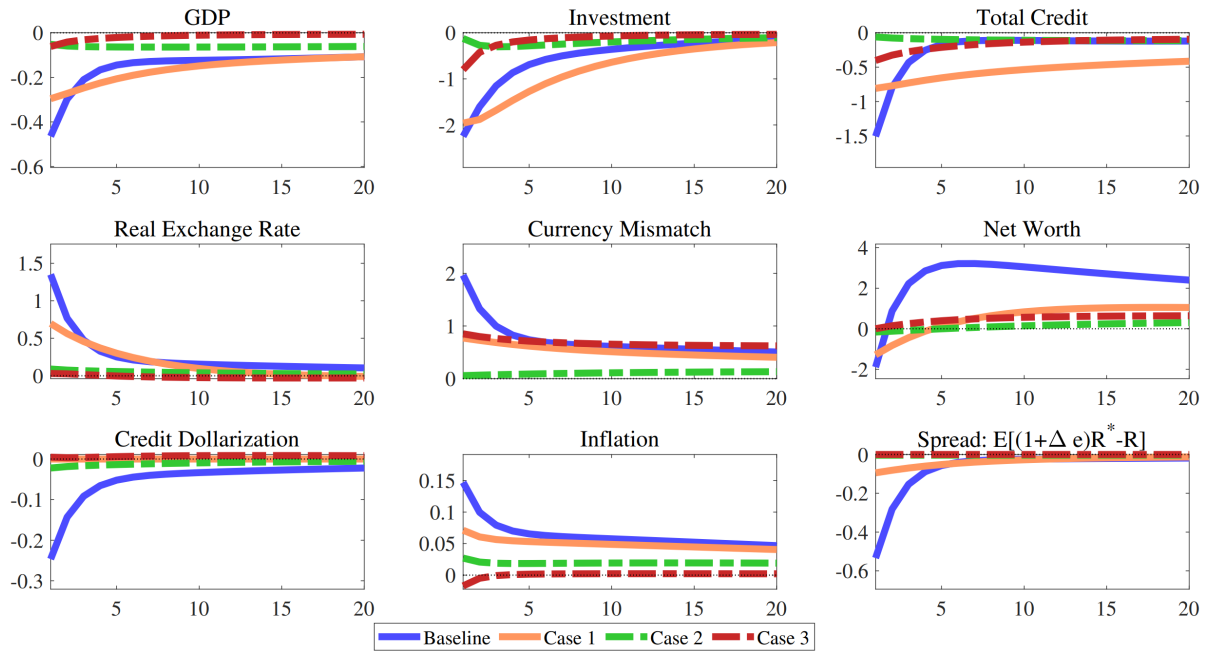 GDP
Investment
Total Credit
0
-0.2
-0.4
-0.6
5 10 15 20
0
-1
-2
5 10 15 20
0
-0.5
-1
-1.5
5 10 15 20
Real Exchange Rate
Currency Mismatch
Net Worth
1.5
1
0.5
0
5 10 15 20
2
1
0
5 10 15 20
4
2
0
-2
5 10 15 20
Credit Dollarization
Inflation
Spread: E[(1+Δ e)R*-R]
0
-0.1
-0.2
-0.3
5 10 15 20
0.15
0.1
0.05
0
5 10 15 20
0
-0.2
-0.4
-0.6
5 10 15 20
Baseline Case 1 Case 2 Case 3